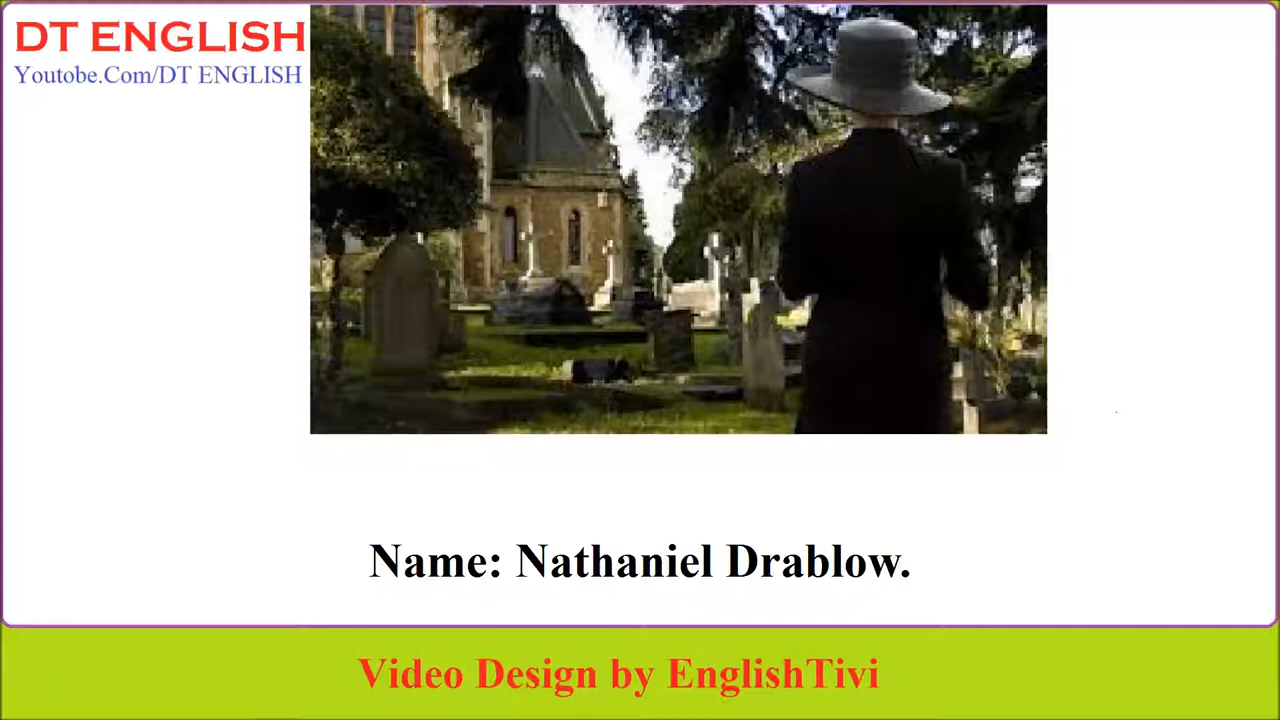 DT ENGLISH
Youtobe.Com/DT ENGLISH
Name: Nathaniel Drablow.
Video Design by EnglishTivi